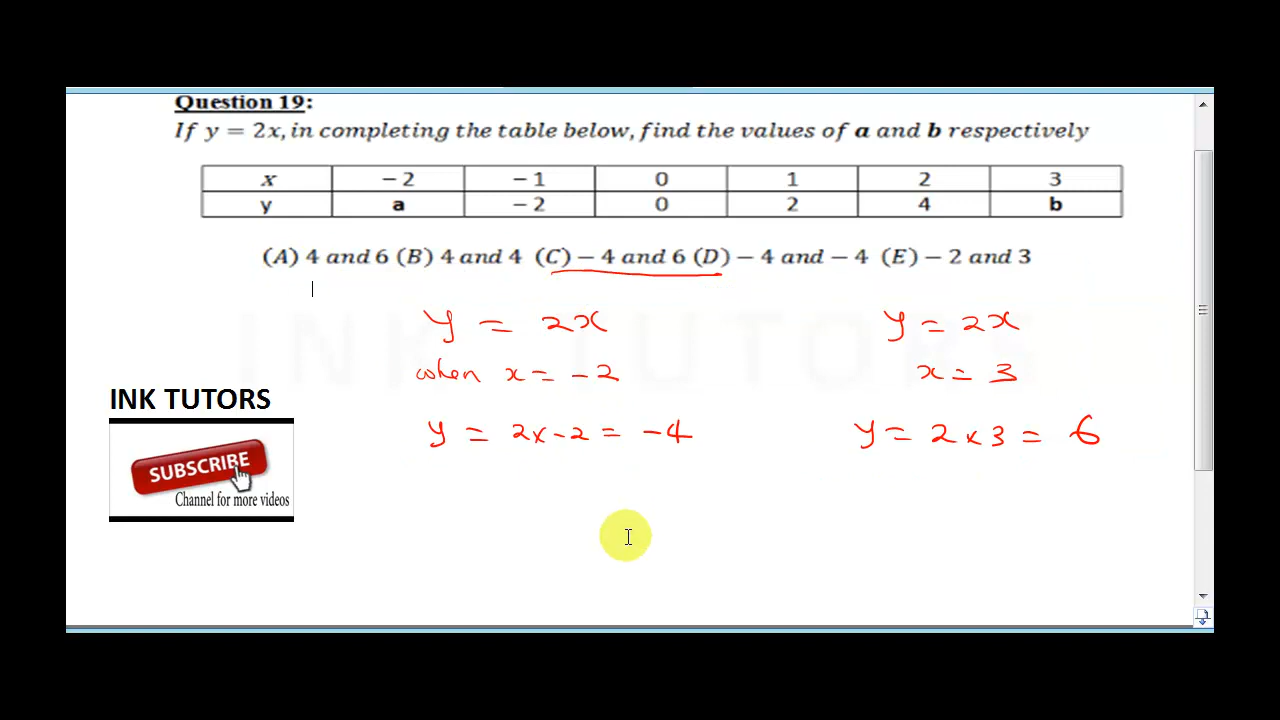 Question 19:
If y = 2x, in completing the table below, find the values of a and b respectively
x −2 −1 0 1 2 3
y a −2 0 2 4 b
(A) 4 and 6 (B) 4 and 4 (C) − 4 and 6 (D) − 4 and − 4 (E) − 2 and 3
INK TUTORS
y = 2x
when x = -2
y = 2x-2 = -4
y = 2x
x = 3
y = 2x3 = 6
INK TUTORS
SUBSCRIBE
Channel for more videos